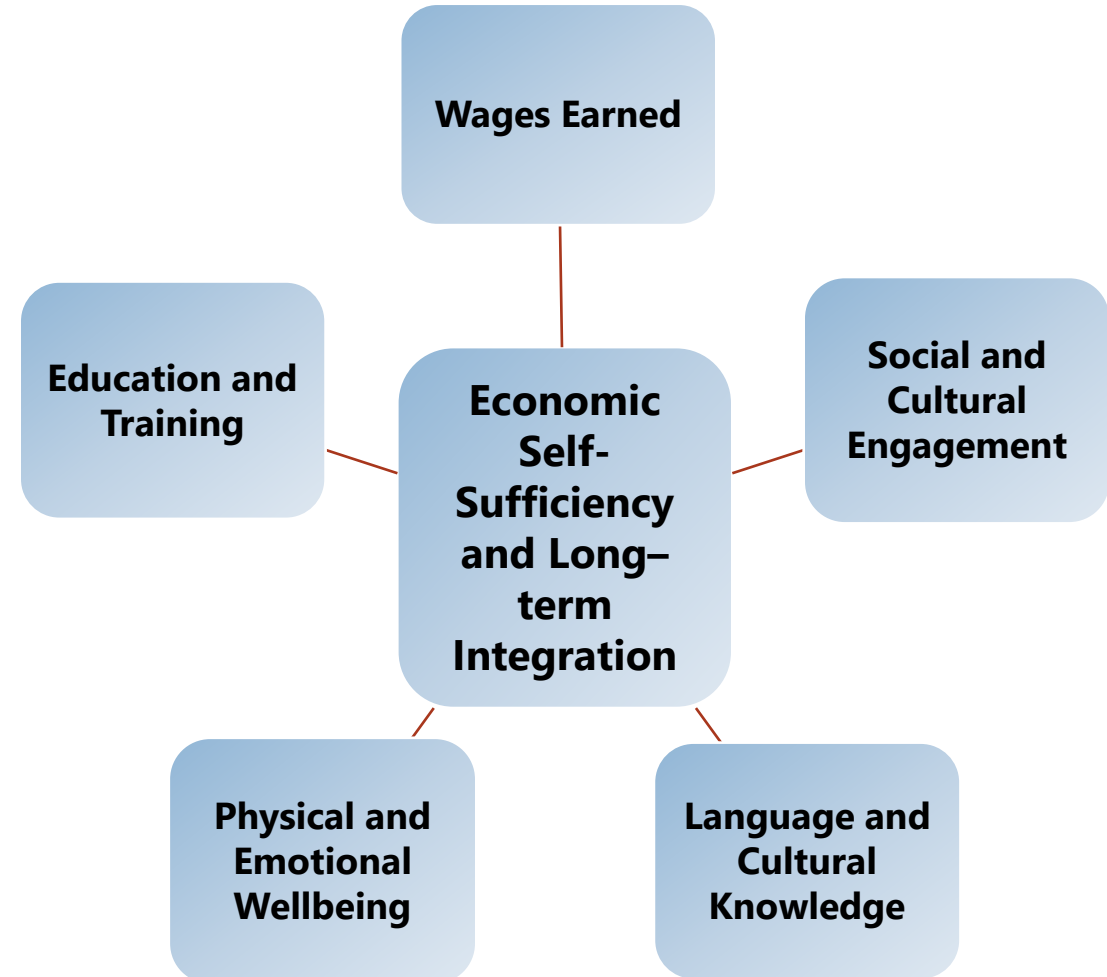 Wages Earned
Education and
Training
Social and
Cultural
Engagement
Economic
Self-
Sufficiency
and Long–
term
Integration
Physical and
Emotional
Wellbeing
Language and
Cultural
Knowledge